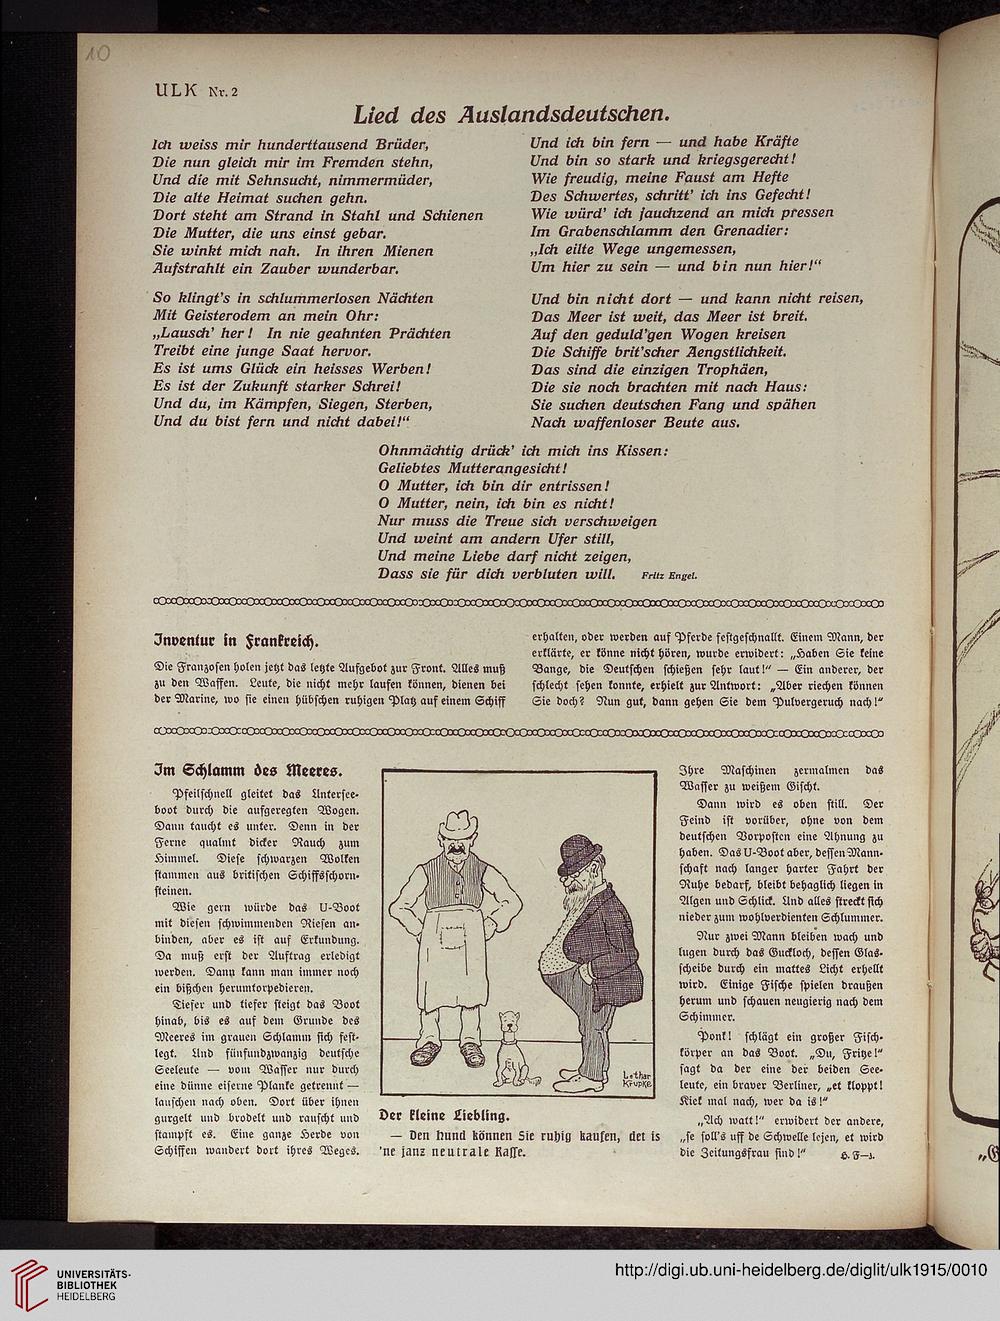 10
ULK Nr. 2
Lied des Auslandsdeutschen.
Ich weiss mir hunderttausend Brüder,
Die nun gleich mir im Fremden stehn,
Und die mit Sehnsucht, nimmermüder,
Die alte Heimat suchen gehn.
Dort steht am Strand in Stahl und Schienen
Die Mutter, die uns einst gebar.
Sie winkt mich nah. In ihren Mienen
Aufstrahlt ein Zauber wunderbar.
So klingt's in schlummerlosen Nächten
Mit Geisterodem an mein Ohr:
„Lausch' her! In nie geahnten Prächten
Treibt eine junge Saat hervor.
Es ist ums Glück ein heisses Werben!
Es ist der Zukunft starker Schrei!
Und du, im Kämpfen, Siegen, Sterben,
Und du bist fern und nicht dabei!“
Und ich bin fern — und habe Kräfte
Und bin so stark und kriegsgerecht!
Wie freudig, meine Faust am Hefte
Des Schwertes, schritt' ich ins Gefecht!
Wie würd' ich jauchzend an mich pressen
Im Grabenschlamm den Grenadier:
„Ich eilte Wege ungemessen,
Um hier zu sein — und bin nun hier!“
Und bin nicht dort — und kann nicht reisen,
Das Meer ist weit, das Meer ist breit.
Auf den geduld'gen Wogen kreisen
Die Schiffe brit'scher Aengstlichkeit.
Das sind die einzigen Trophäen,
Die sie noch brachten mit nach Haus:
Sie suchen deutschen Fang und spähen
Nach waffenloser Beute aus.
Ohnmächtig drück' ich mich ins Kissen:
Geliebtes Mutterangesicht!
O Mutter, ich bin dir entrissen!
O Mutter, nein, ich bin es nicht!
Nur muss die Treue sich verschweigen
Und weint am andern Ufer still,
Und meine Liebe darf nicht zeigen,
Dass sie für dich verbluten will. Fritz Engel.
Inventur in Frankreich.
Die Franzosen holen jetzt das letzte Aufgebot zur Front. Alles muß
zu den Waffen. Leute, die nicht mehr laufen können, dienen bei
der Marine, wo sie einen hübschen ruhigen Platz auf einem Schiff
erhalten, oder werden auf Pferde festgeschnallt. Einem Mann, der
erklärte, er könne nicht hören, wurde erwidert: „Haben Sie keine
Bange, die Deutschen schießen sehr laut!“ — Ein anderer, der
schlecht sehen konnte, erhielt zur Antwort: „Aber riechen können
Sie doch? Nun gut, dann gehen Sie dem Pulvergeruch nach!“
Im Schlamm des Meeres.
Pfeilschnell gleitet das Untersee-
boot durch die aufgeregten Wogen.
Dann taucht es unter. Denn in der
Ferne qualmt dicker Rauch zum
Himmel. Diese schwarzen Wolken
stammen aus britischen Schiffsschorn-
steinen.
Wie gern würde das U-Boot
mit diesen schwimmenden Riesen an-
binden, aber es ist auf Erkundung.
Da muß erst der Auftrag erledigt
werden. Dann kann man immer noch
ein bißchen herumtorpedieren.
Tiefer und tiefer steigt das Boot
hinab, bis es auf dem Grunde des
Meeres im grauen Schlamm sich fest-
legt. Und fünfundzwanzig deutsche
Seeleute — vom Wasser nur durch
eine dünne eiserne Planke getrennt —
lauschen nach oben. Dort über ihnen
gurgelt und brodelt und rauscht und
stampft es. Eine ganze Herde von
Schiffen wandert dort ihres Weges.
Lothar
Krupke
Der kleine Liebling.
— Den Hund können Sie ruhig kaufen, det is
'ne janz neutrale Rasse.
Ihre Maschinen zermalmen das
Wasser zu weißem Gischt.
Dann wird es oben still. Der
Feind ist vorüber, ohne von dem
deutschen Vorposten eine Ahnung zu
haben. Das U-Boot aber, dessen Mann-
schaft nach langer harter Fahrt der
Ruhe bedarf, bleibt behaglich liegen in
Algen und Schlick. Und alles streckt sich
nieder zum wohlverdienten Schlummer.
Nur zwei Mann bleiben wach und
lugen durch das Guckloch, dessen Glas-
scheibe durch ein mattes Licht erhellt
wird. Einige Fische spielen draußen
herum und schauen neugierig nach dem
Schimmer.
Ponk! schlägt ein großer Fisch-
körper an das Boot. „Du, Fritze!“
sagt da der eine der beiden See-
leute, ein braver Berliner, „et kloppt!
Kiek mal nach, wer da is!“
„Ach watt!“ erwidert der andere,
„se soll's uff de Schwelle lejen, et wird
die Zeitungsfrau sind!“ H. F—z.
UNIVERSITÄTS-
BIBLIOTHEK
HEIDELBERG
http://digi.ub.uni-heidelberg.de/diglit/ulk1915/0010